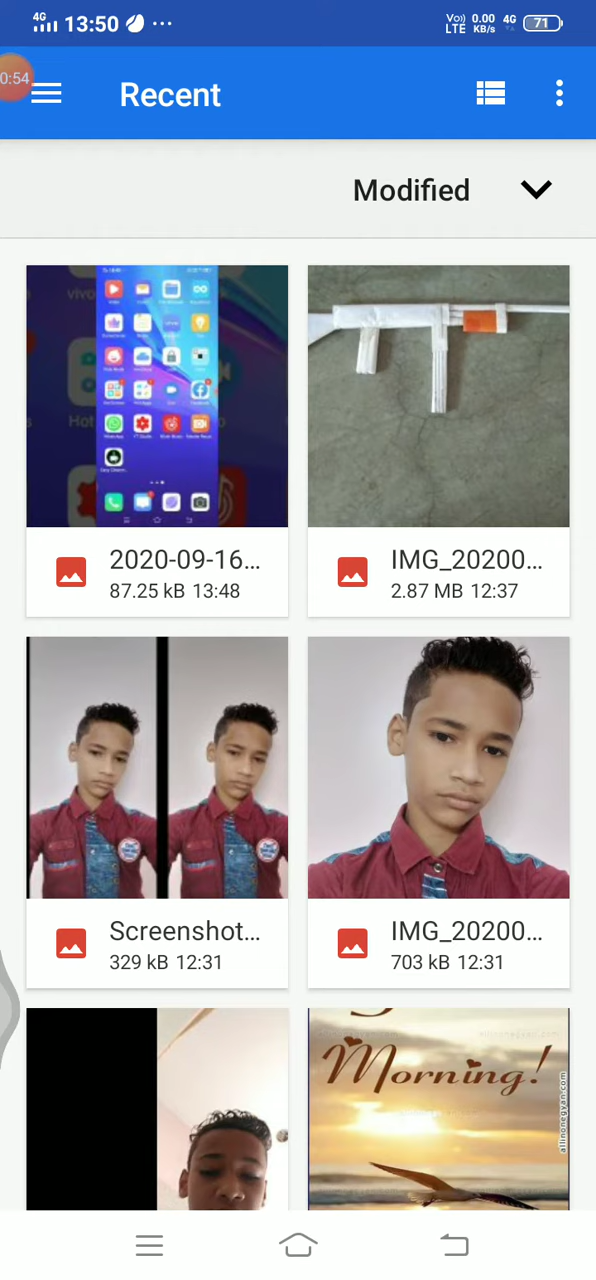 4G 13:50 ... Vo)) LTE 0.00 KB/s 4G 71
0:54
Recent
Modified
2020-09-16...
87.25 kB 13:48
IMG_20200...
2.87 MB 12:37
Screenshot...
329 kB 12:31
IMG_20200...
703 kB 12:31
Morning!
allinonegyan.com